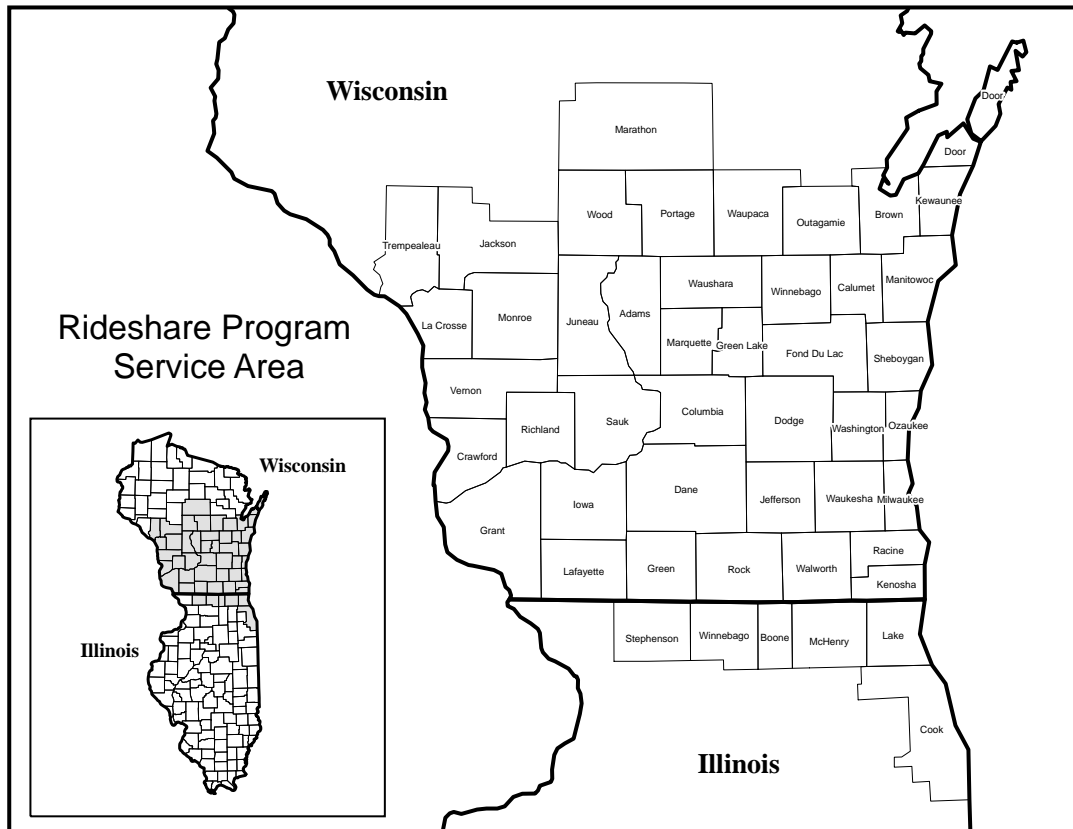 Wisconsin
Door
Marathon
Door
Kewaunee
Wood
Portage
Waupaca
Outagamie
Brown
Trempealeau
Jackson
Waushara
Winnebago
Calumet
Manitowoc
La Crosse
Monroe
Juneau
Adams
Rideshare Program
Service Area
Marquette
Green Lake
Fond Du Lac
Sheboygan
Vernon
Richland
Sauk
Columbia
Dodge
Washington
Ozaukee
Crawford
Wisconsin
Iowa
Dane
Jefferson
Waukesha
Milwaukee
Grant
Lafayette
Green
Rock
Walworth
Racine
Kenosha
Stephenson
Winnebago
Boone
McHenry
Lake
Illinois
Cook
Illinois